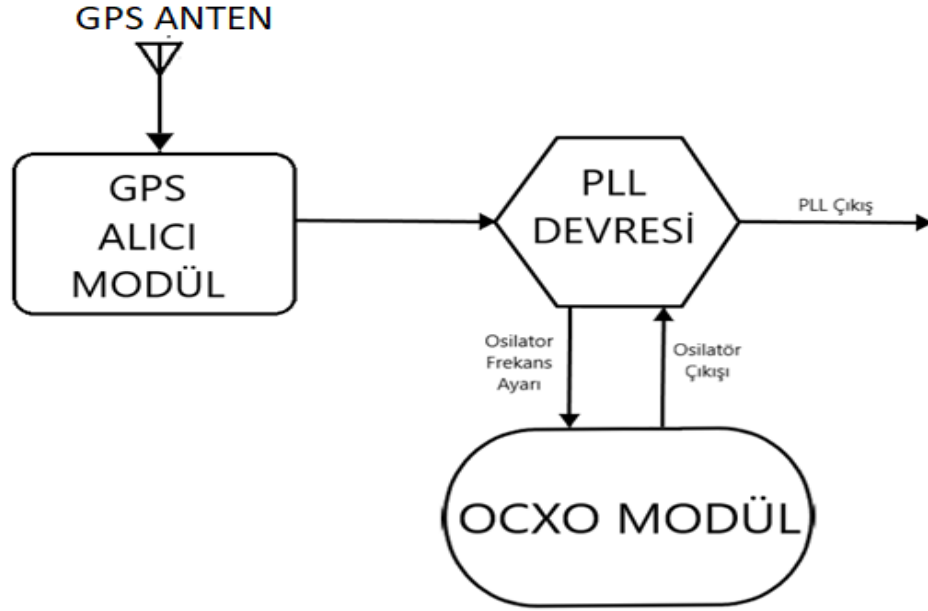 GPS ANTEN
GPS
ALICI
MODÜL
PLL
DEVRESİ
PLL Çıkış
Osilator
Frekans
Ayarı
Osilatör
Çıkışı
OCXO MODÜL